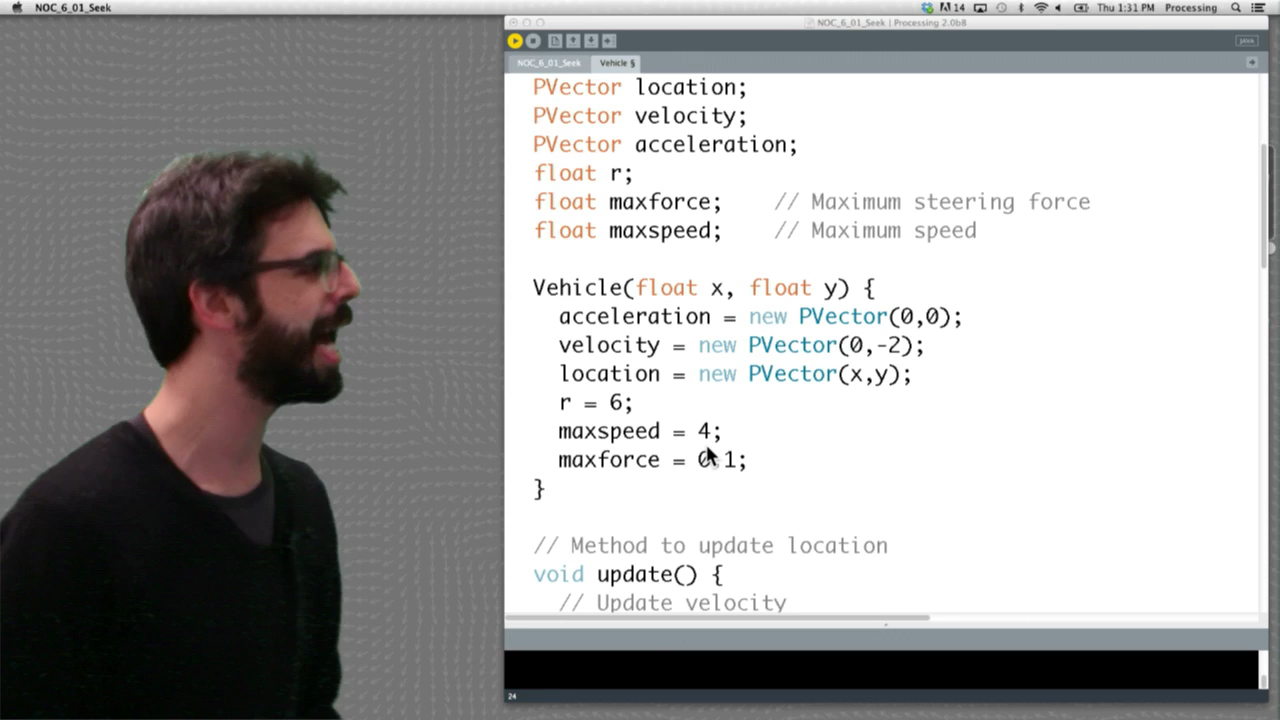 NOC_6_01_Seek
14
Thu 1:31 PM
Processing
NOC_6_01_Seek | Processing 2.0b8
java
NOC_6_01_Seek
Vehicle §
PVector location;
PVector velocity;
PVector acceleration;
float r;
float maxforce; // Maximum steering force
float maxspeed; // Maximum speed
Vehicle(float x, float y) {
acceleration = new PVector(0,0);
velocity = new PVector(0,-2);
location = new PVector(x,y);
r = 6;
maxspeed = 4;
maxforce = 0.1;
}
// Method to update location
void update() {
// Update velocity
24